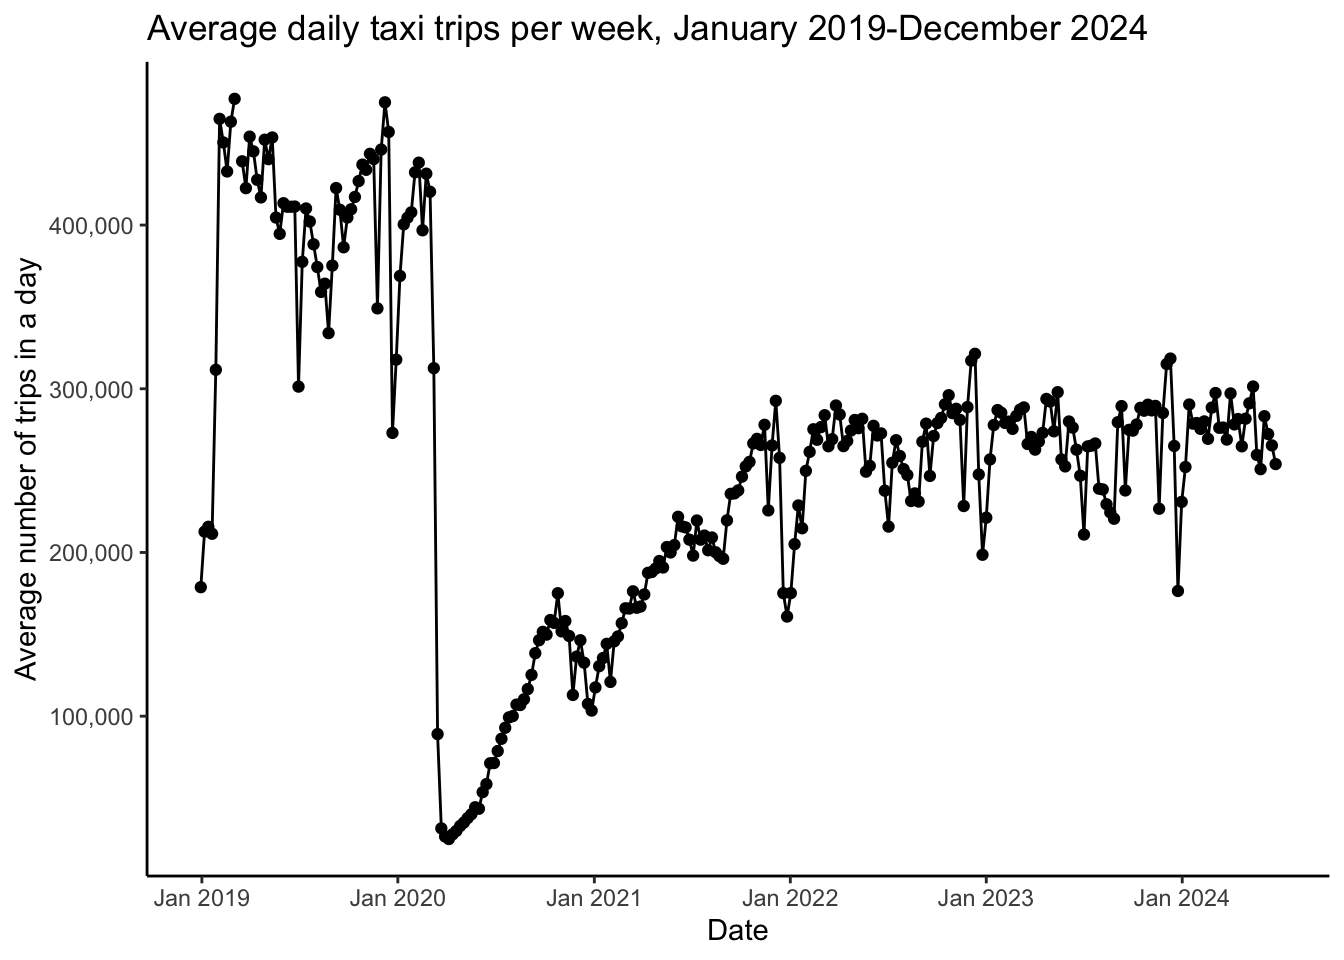 Average daily taxi trips per week, January 2019-December 2024
Average number of trips in a day
400,000
300,000
200,000
100,000
Jan 2019 Jan 2020 Jan 2021 Jan 2022 Jan 2023 Jan 2024
Date